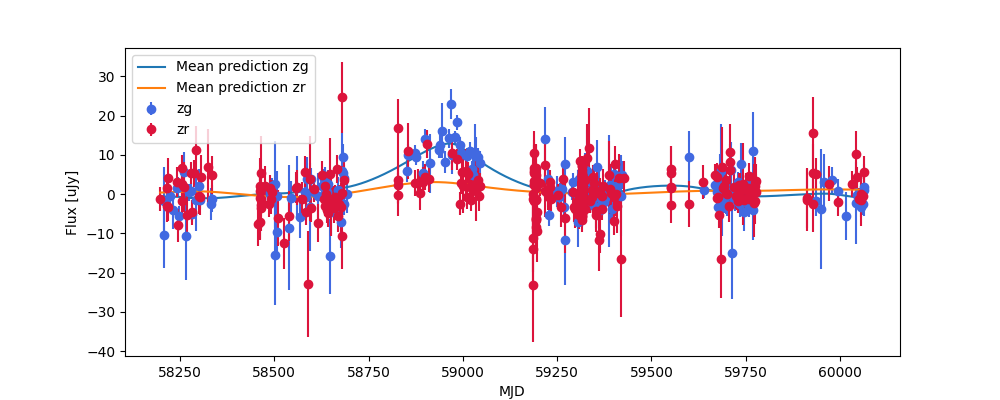 Mean prediction zg
Mean prediction zr
zg
zr
30
20
10
0
−10
−20
−30
−40
Flux [uJy]
58250 58500 58750 59000 59250 59500 59750 60000
MJD